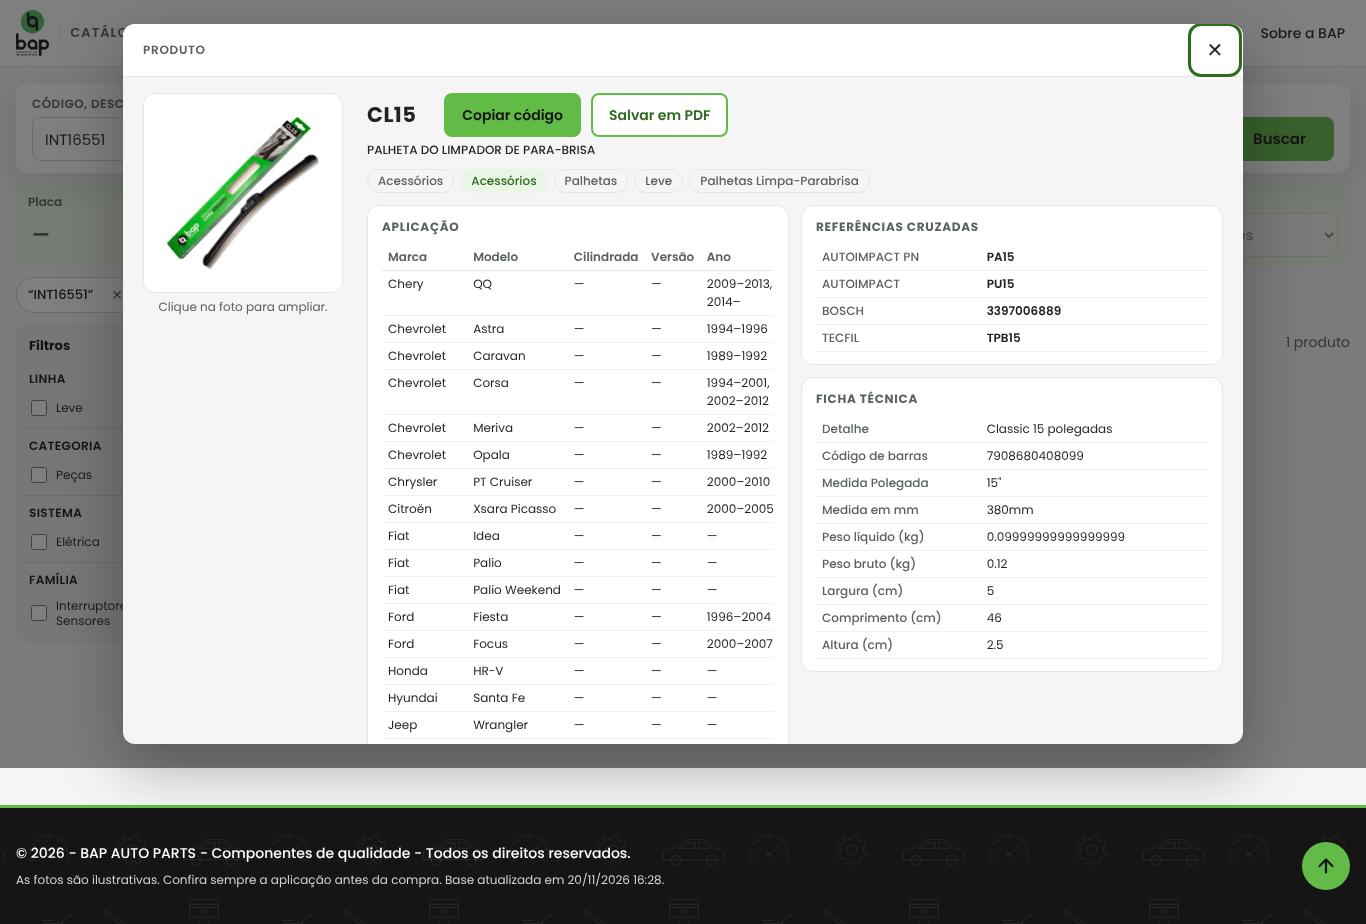 bap
CATÁLO
Sobre a BAP
CÓDIGO, DESC
INT16551
Buscar
Placa
—
es
“INT16551” ×
Filtros
LINHA
Leve
CATEGORIA
Peças
SISTEMA
Elétrica
FAMÍLIA
Interruptore
Sensores
1 produto
PRODUTO
bap
Clique na foto para ampliar.
CL15
Copiar código
Salvar em PDF
PALHETA DO LIMPADOR DE PARA-BRISA
Acessórios Acessórios Palhetas Leve Palhetas Limpa-Parabrisa
APLICAÇÃO
Marca Modelo Cilindrada Versão Ano
Chery QQ — — 2009–2013,
2014–
Chevrolet Astra — — 1994–1996
Chevrolet Caravan — — 1989–1992
Chevrolet Corsa — — 1994–2001,
2002–2012
Chevrolet Meriva — — 2002–2012
Chevrolet Opala — — 1989–1992
Chrysler PT Cruiser — — 2000–2010
Citroën Xsara Picasso — — 2000–2005
Fiat Idea — — —
Fiat Palio — — —
Fiat Palio Weekend — — —
Ford Fiesta — — 1996–2004
Ford Focus — — 2000–2007
Honda HR-V — — —
Hyundai Santa Fe — — —
Jeep Wrangler — — —
REFERÊNCIAS CRUZADAS
AUTOIMPACT PN PA15
AUTOIMPACT PU15
BOSCH 3397006889
TECFIL TPB15
FICHA TÉCNICA
Detalhe Classic 15 polegadas
Código de barras 7908680408099
Medida Polegada 15"
Medida em mm 380mm
Peso líquido (kg) 0.09999999999999999
Peso bruto (kg) 0.12
Largura (cm) 5
Comprimento (cm) 46
Altura (cm) 2.5
© 2026 - BAP AUTO PARTS - Componentes de qualidade - Todos os direitos reservados.
As fotos são ilustrativas. Confira sempre a aplicação antes da compra. Base atualizada em 20/11/2026 16:28.